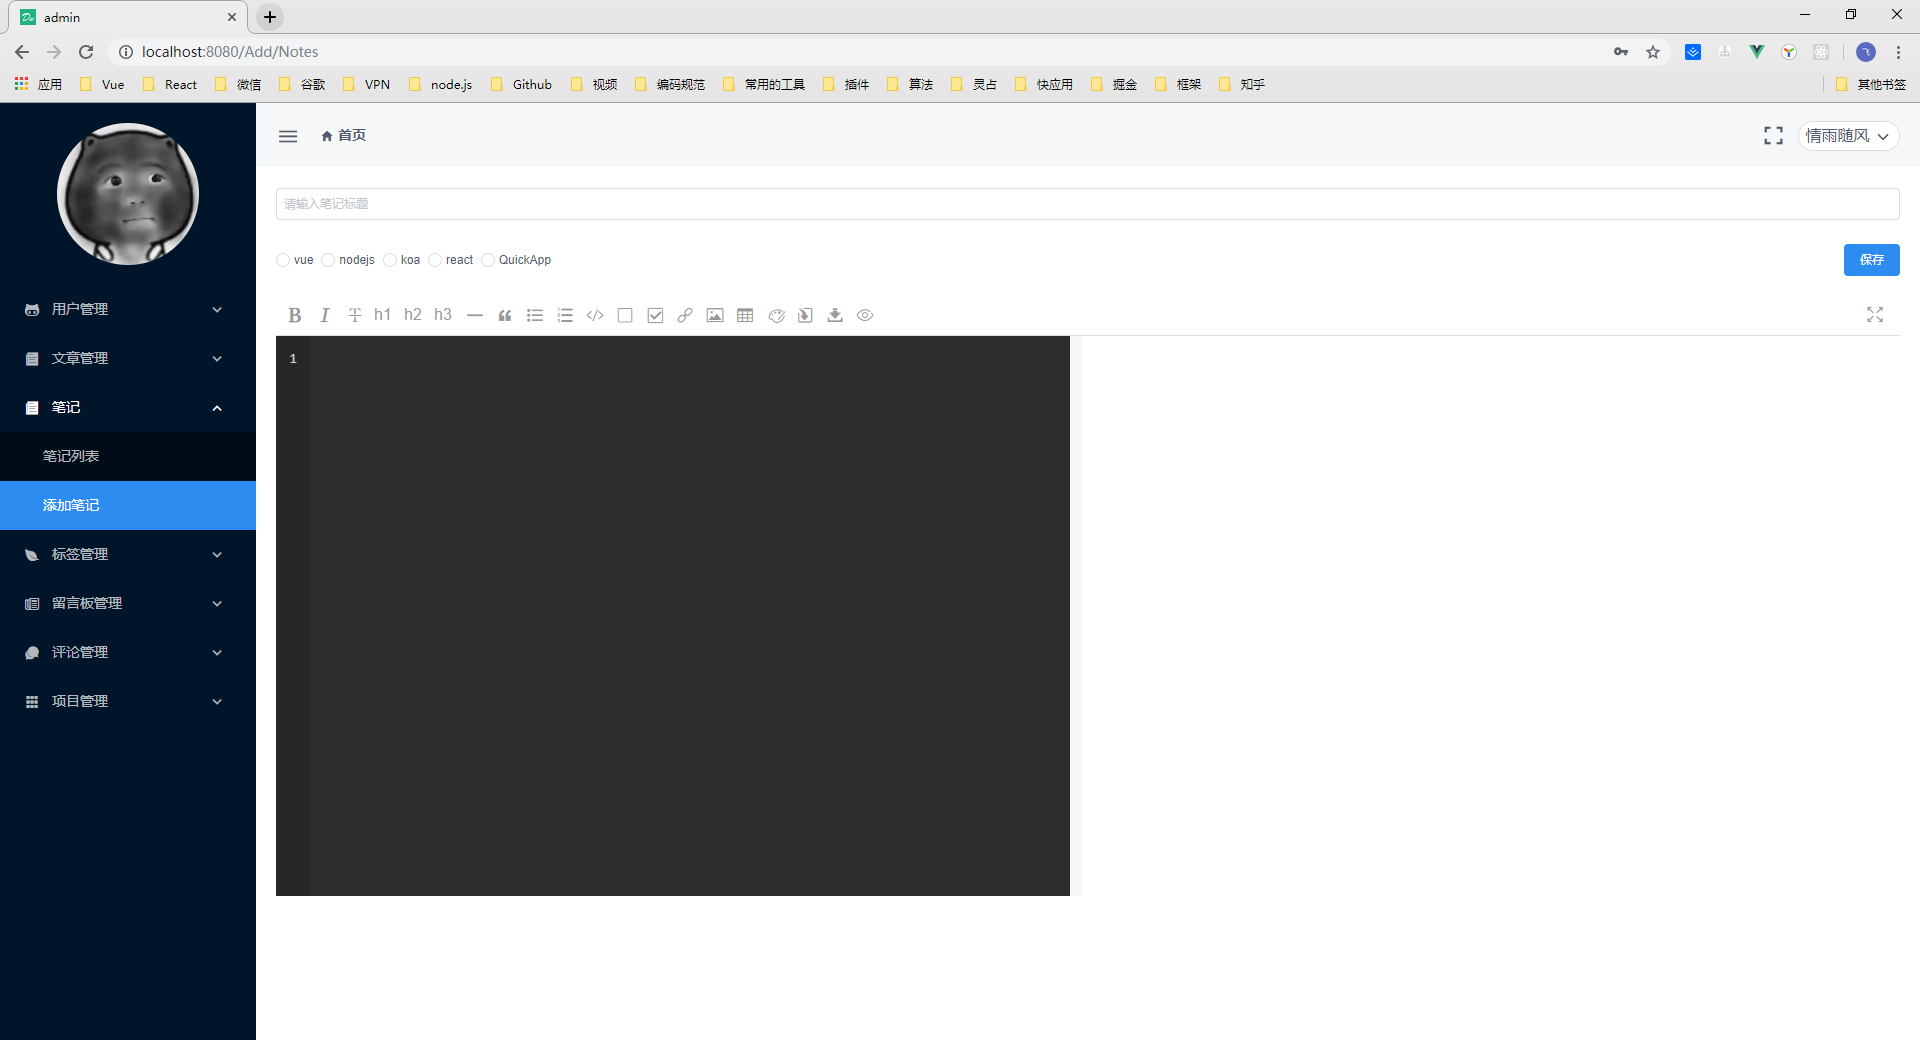 admin
localhost:8080/Add/Notes
应用 Vue React 微信 谷歌 VPN node.js Github 视频 编码规范 常用的工具 插件 算法 灵占 快应用 掘金 框架 知乎 其他书签
首页 情雨随风
请输入笔记标题
vue nodejs koa react QuickApp 保存
h1 h2 h3
1
用户管理
文章管理
笔记
笔记列表
添加笔记
标签管理
留言板管理
评论管理
项目管理